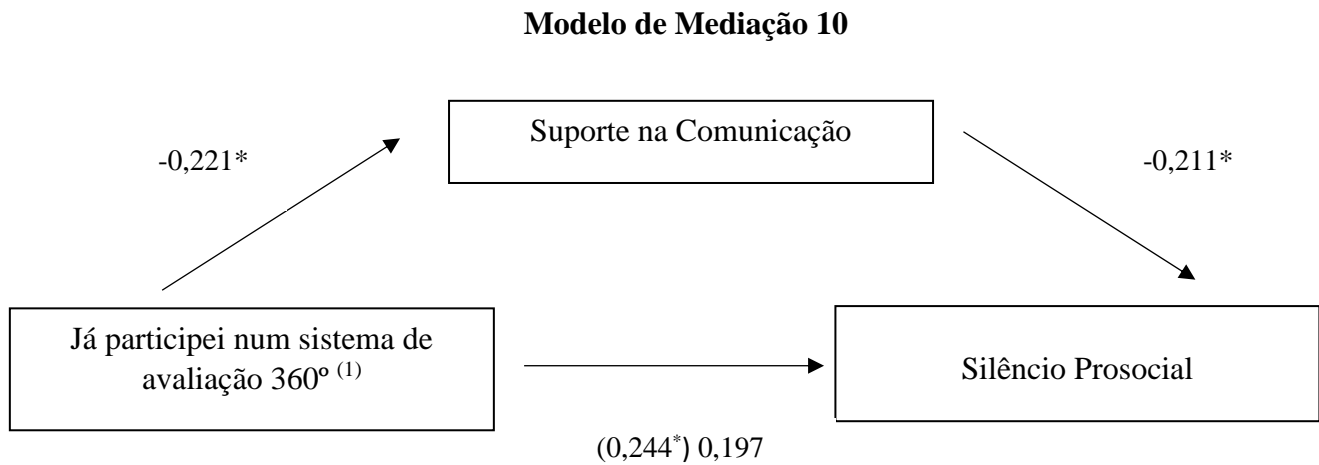 Modelo de Mediação 10
Suporte na Comunicação
-0,221*
-0,211*
Já participei num sistema de
avaliação 360º (1)
Silêncio Prosocial
(0,244*) 0,197